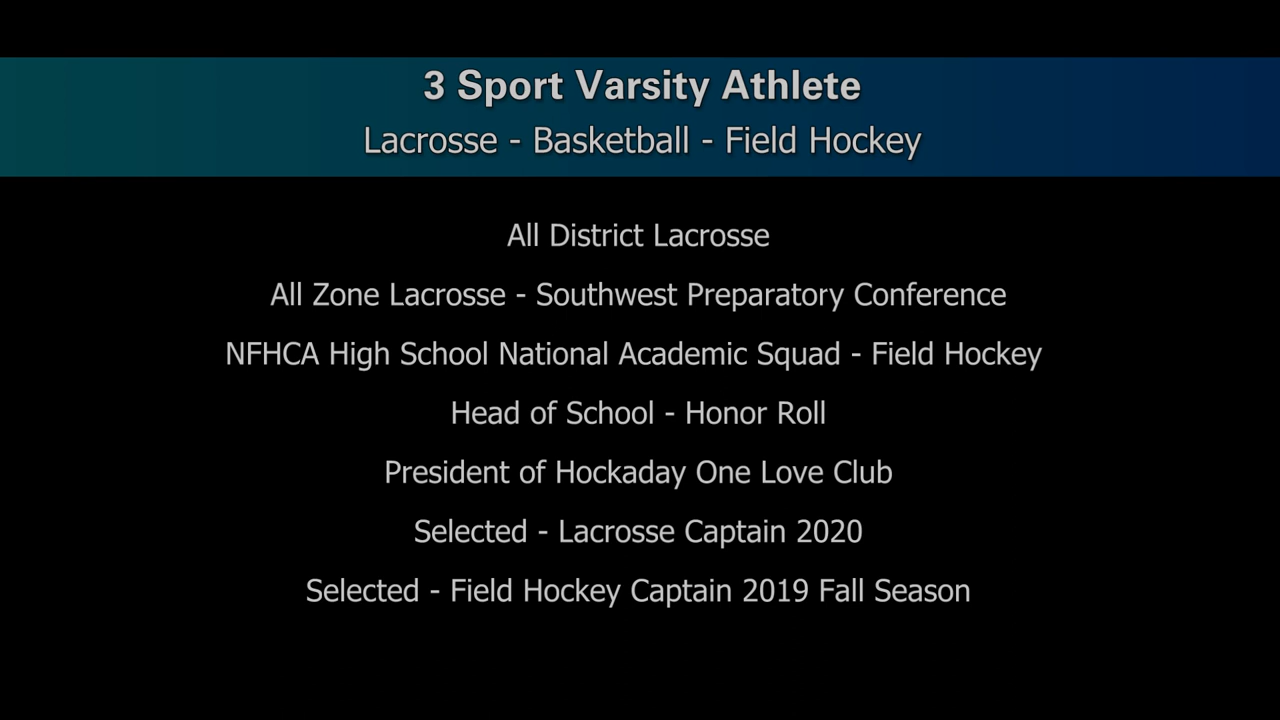 3 Sport Varsity Athlete
Lacrosse - Basketball - Field Hockey
All District Lacrosse
All Zone Lacrosse - Southwest Preparatory Conference
NFHCA High School National Academic Squad - Field Hockey
Head of School - Honor Roll
President of Hockaday One Love Club
Selected - Lacrosse Captain 2020
Selected - Field Hockey Captain 2019 Fall Season